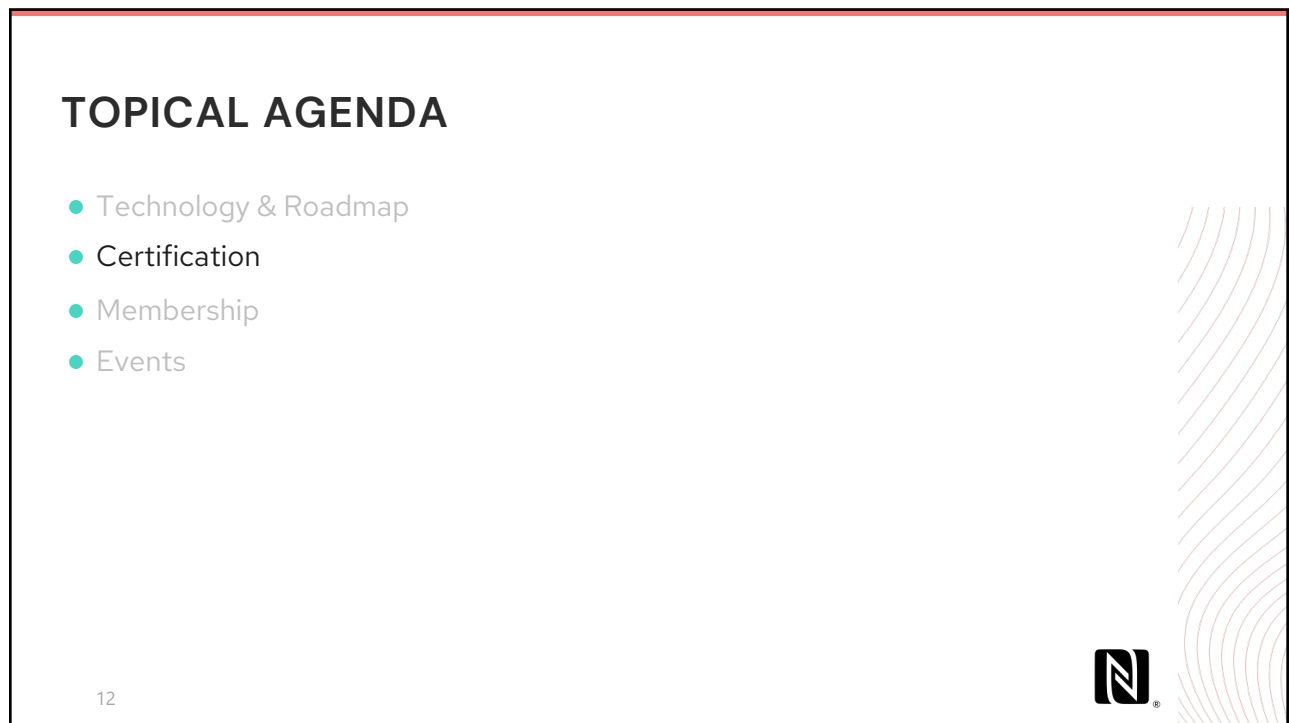 TOPICAL AGENDA
Technology & Roadmap
Certification
Membership
Events
12
®